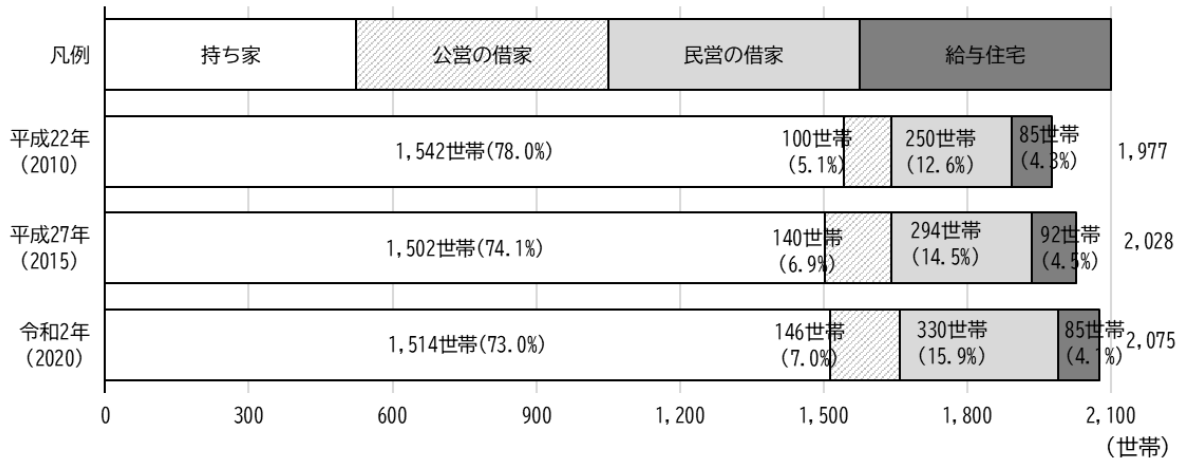 凡例 持ち家 公営の借家 民営の借家 給与住宅
平成22年
(2010)
1,542世帯(78.0%)
100世帯
(5.1%)
250世帯
(12.6%)
85世帯
(4.3%)
1,977
平成27年
(2015)
1,502世帯(74.1%)
140世帯
(6.9%)
294世帯
(14.5%)
92世帯
(4.5%)
2,028
令和2年
(2020)
1,514世帯(73.0%)
146世帯
(7.0%)
330世帯
(15.9%)
85世帯
(4.1%)
2,075
0 300 600 900 1,200 1,500 1,800 2,100
(世帯)